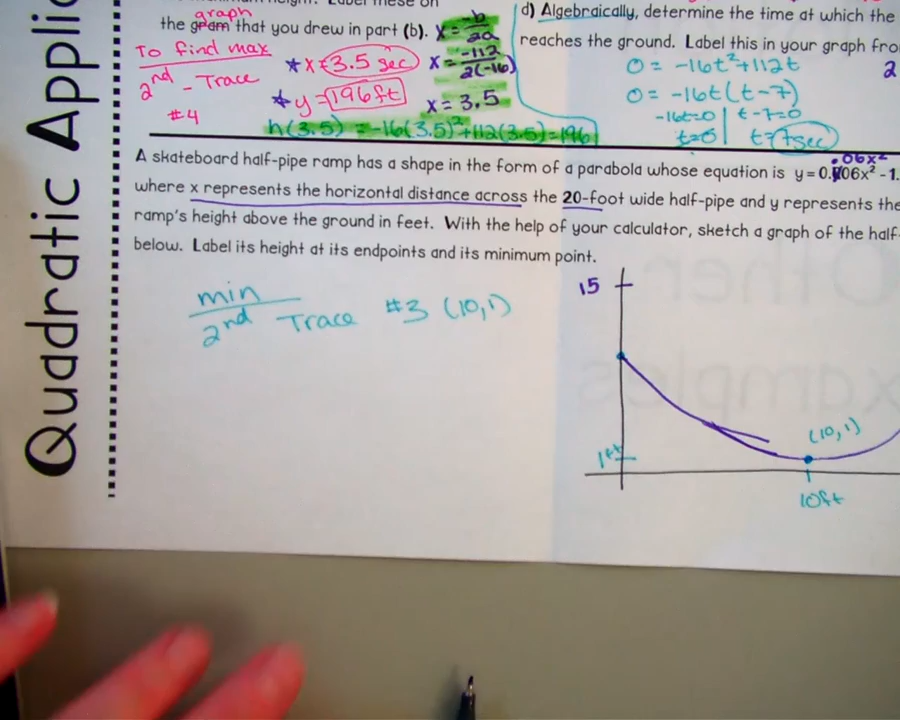 Quadratic Applic
graph
the gram that you drew in part (b).
To find max
2nd - Trace
#4
* x = 3.5 sec
* y = 196ft
x = -b
2a
x = -112
2(-16)
x = 3.5
h(3.5) = -16(3.5)²+112(3.5)=196
d) Algebraically, determine the time at which the
reaches the ground. Label this in your graph fro
0 = -16t²+112t
2
0 = -16t(t-7)
-16t=0 | t-7=0
t=0 | t=7sec
.06x²
A skateboard half-pipe ramp has a shape in the form of a parabola whose equation is y=0.06x² -1.
where x represents the horizontal distance across the 20-foot wide half-pipe and y represents the
ramp's height above the ground in feet. With the help of your calculator, sketch a graph of the half-
below. Label its height at its endpoints and its minimum point.
min
2nd Trace #3 (10,1)
15
(10,1)
1ft
10ft